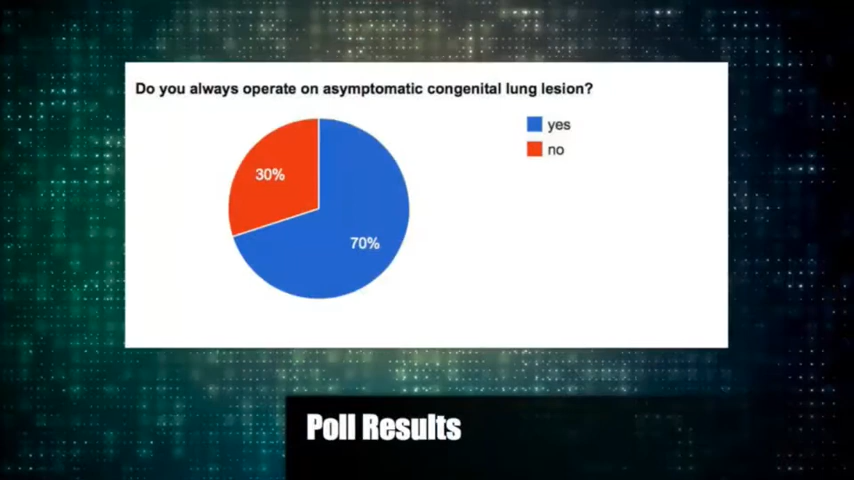 Do you always operate on asymptomatic congenital lung lesion?
yes
no
30%
70%
Poll Results